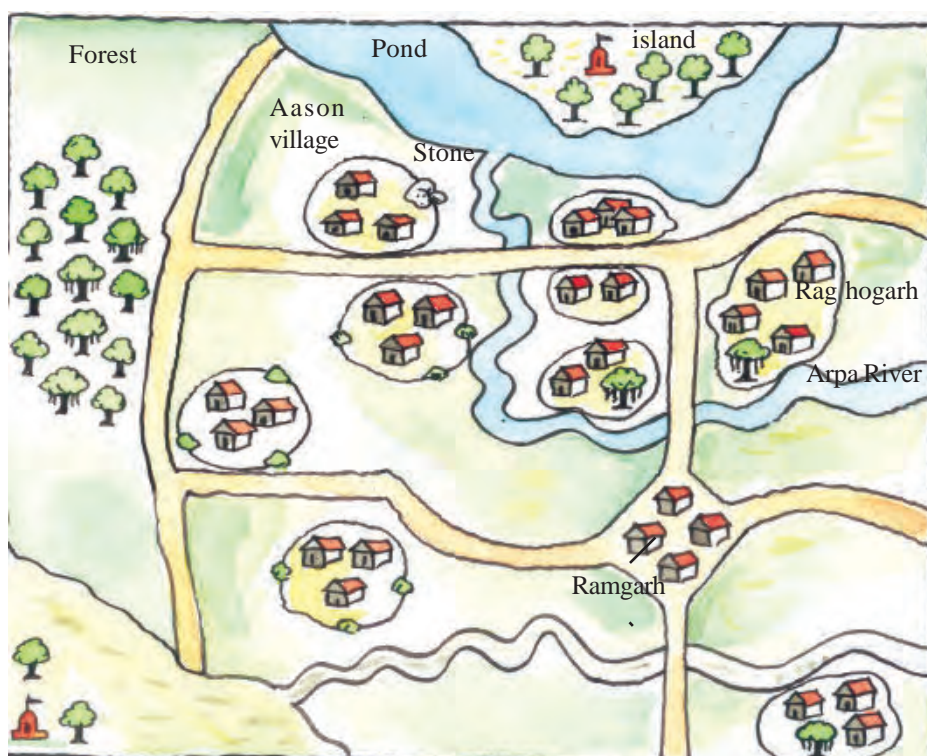 Forest
Pond
island
Aason
village
Stone
Rag hogarh
Arpa River
Ramgarh